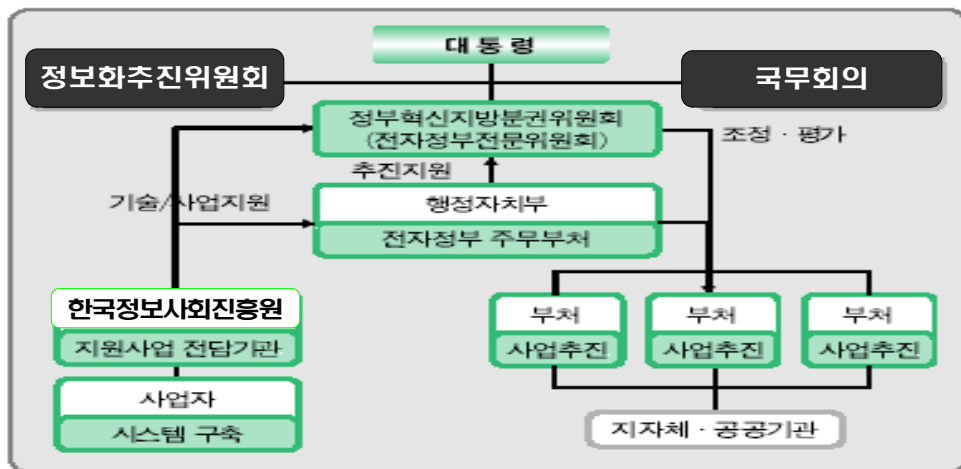 대통령
정보화추진위원회
국무회의
정부혁신지방분권위원회
(전자정부전문위원회)
조정 · 평가
추진지원
기술/사업지원
행정자치부
전자정부 주무부처
한국정보사회진흥원
지원사업 전담기관
부처
사업추진
부처
사업추진
부처
사업추진
사업자
시스템 구축
지자체 · 공공기관